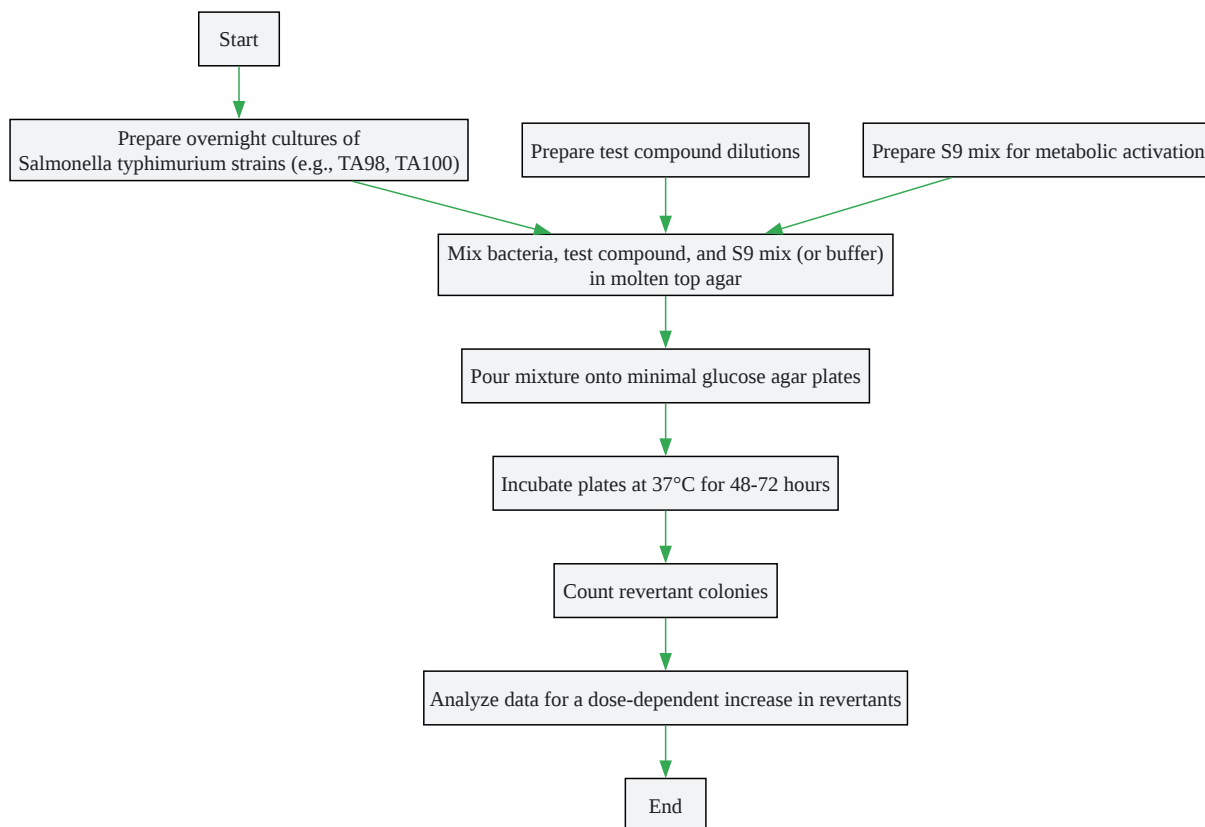 Start
Prepare overnight cultures of
Salmonella typhimurium strains (e.g., TA98, TA100)
Prepare test compound dilutions
Prepare S9 mix for metabolic activation
Mix bacteria, test compound, and S9 mix (or buffer)
in molten top agar
Pour mixture onto minimal glucose agar plates
Incubate plates at 37°C for 48-72 hours
Count revertant colonies
Analyze data for a dose-dependent increase in revertants
End